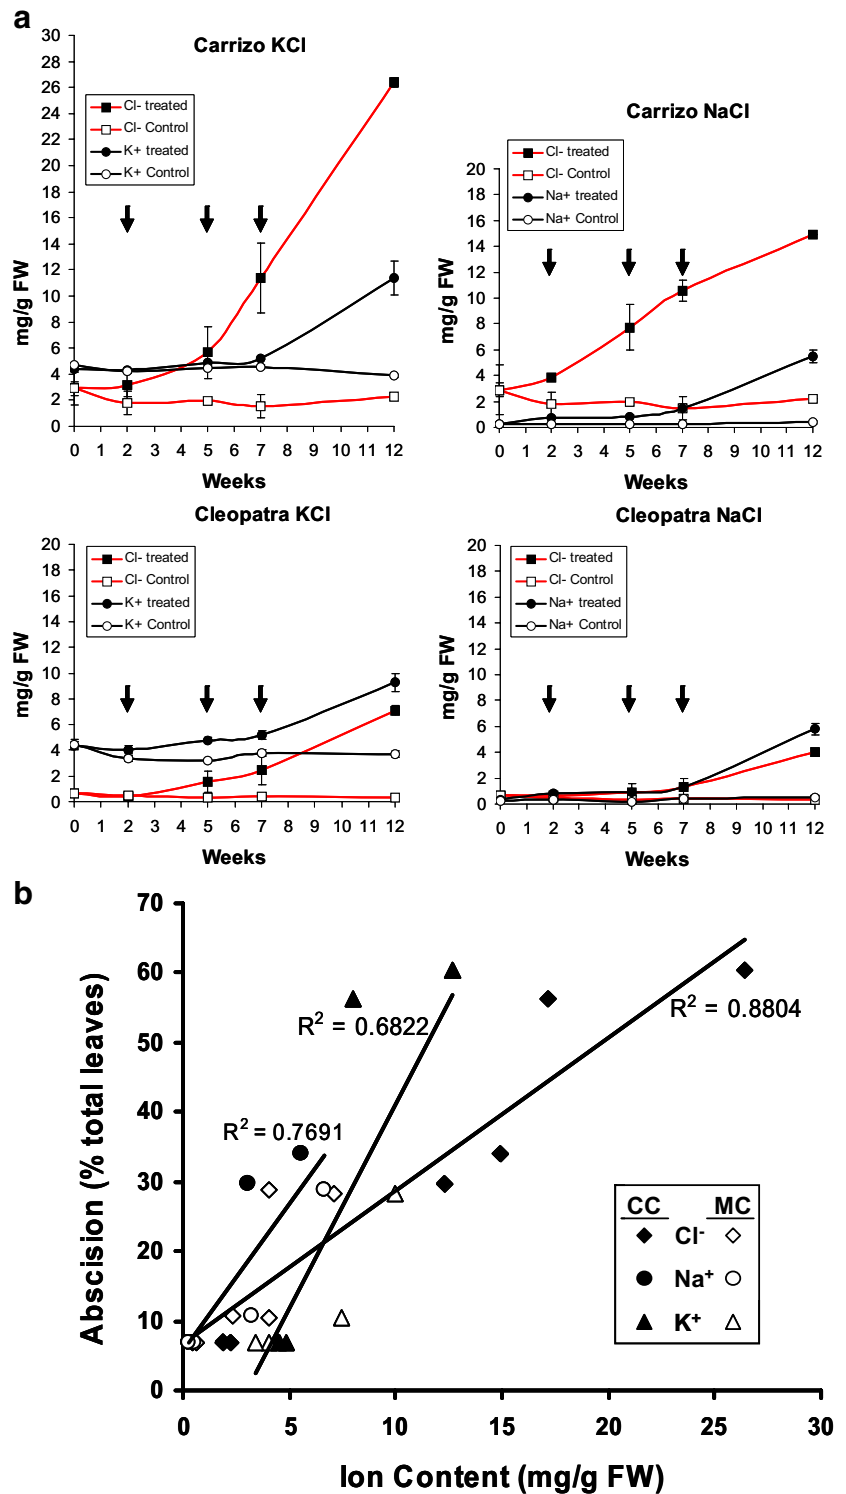 a
Carrizo KCl
30
28
26
24
22
20
18
16
14
12
10
8
6
4
2
0
mg/g FW
Cl- treated
Cl- Control
K+ treated
K+ Control
0 1 2 3 4 5 6 7 8 9 10 11 12
Weeks
Carrizo NaCl
20
18
16
14
12
10
8
6
4
2
0
mg/g FW
Cl- treated
Cl- Control
Na+ treated
Na+ Control
0 1 2 3 4 5 6 7 8 9 10 11 12
Weeks
Cleopatra KCl
20
18
16
14
12
10
8
6
4
2
0
mg/g FW
Cl- treated
Cl- Control
K+ treated
K+ Control
0 1 2 3 4 5 6 7 8 9 10 11 12
Weeks
Cleopatra NaCl
20
18
16
14
12
10
8
6
4
2
0
mg/g FW
Cl- treated
Cl- Control
Na+ treated
Na+ Control
0 1 2 3 4 5 6 7 8 9 10 11 12
Weeks
b
70
60
50
40
30
20
10
0
Abscision (% total leaves)
R² = 0.6822
R² = 0.8804
R² = 0.7691
CC MC
Cl⁻
Na⁺
K⁺
0 5 10 15 20 25 30
Ion Content (mg/g FW)